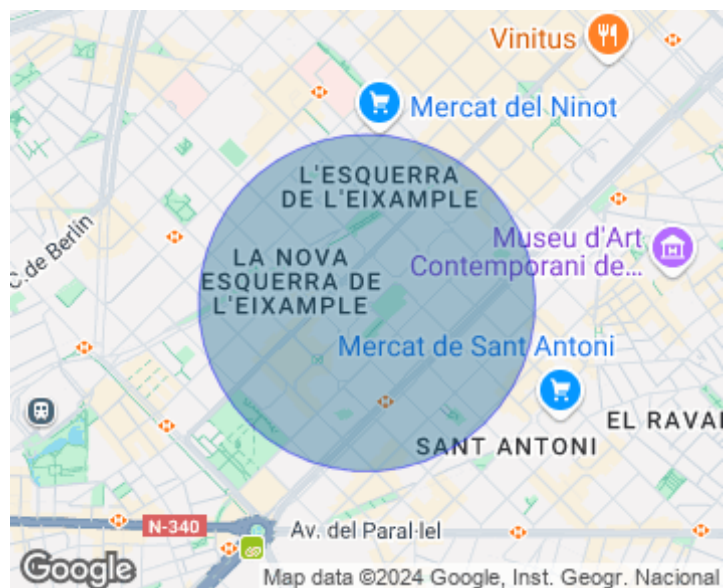 Vinitus
Mercat del Ninot
L'ESQUERRA
DE L'EIXAMPLE
Museu d'Art
Contemporani de...
C. de Berlin
LA NOVA
ESQUERRA DE
L'EIXAMPLE
Mercat de Sant Antoni
EL RAVAL
SANT ANTONI
N-340
Av. del Paral·lel
Google
Map data ©2024 Google, Inst. Geogr. Nacional